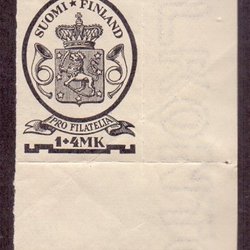 SUOMI ★ FINLAND
PRO FILATELIA
1+4MK